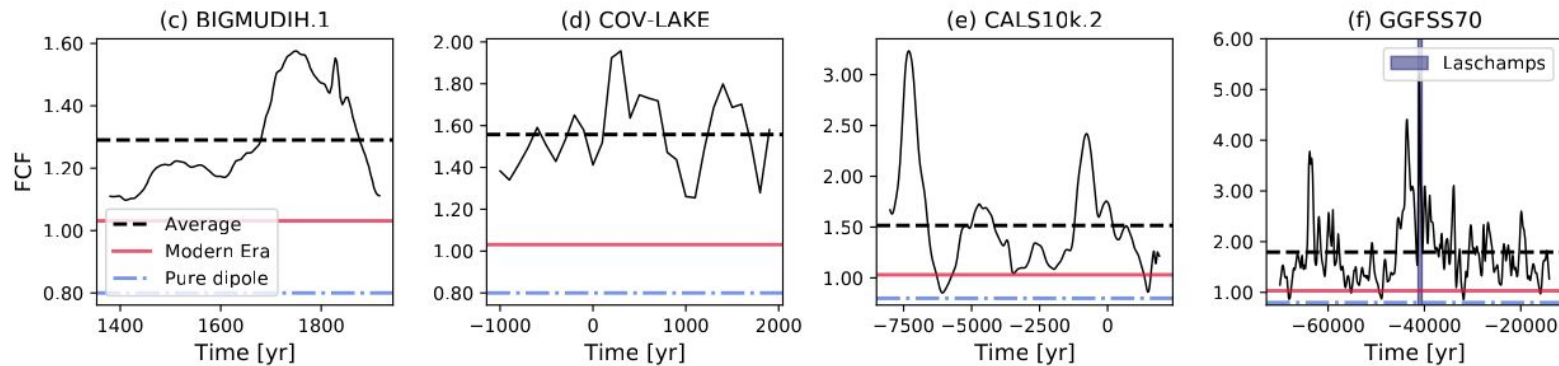 (c) BIGMUDIH.1
FCF
1.60
1.40
1.20
1.00
0.80
Average
Modern Era
Pure dipole
1400 1600 1800
Time [yr]
(d) COV-LAKE
2.00
1.80
1.60
1.40
1.20
1.00
0.80
−1000 0 1000 2000
Time [yr]
(e) CALS10k.2
3.00
2.50
2.00
1.50
1.00
−7500 −5000 −2500 0
Time [yr]
(f) GGFSS70
6.00
5.00
4.00
3.00
2.00
1.00
Laschamps
−60000 −40000 −20000
Time [yr]